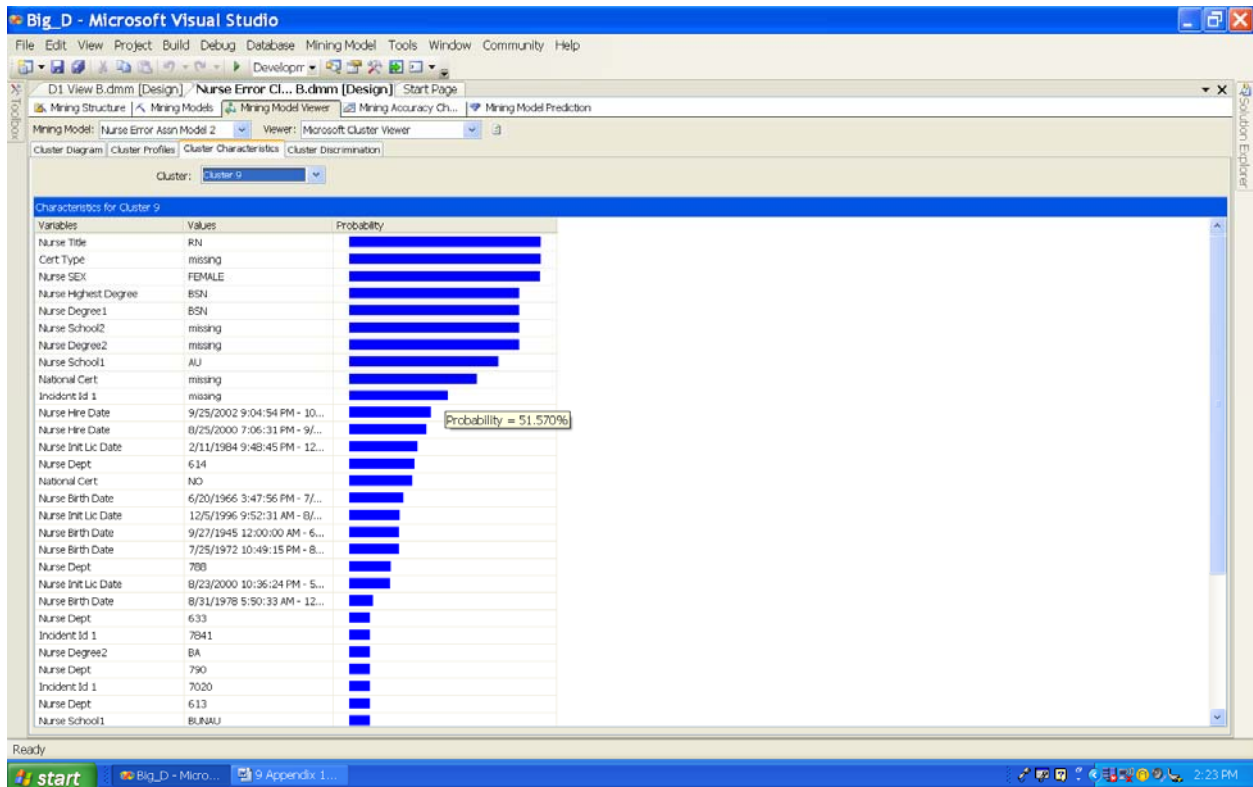 Big_D - Microsoft Visual Studio
File Edit View Project Build Debug Database Mining Model Tools Window Community Help
Developm
D1 View B.dmm [Design] Nurse Error Cl... B.dmm [Design] Start Page
Toolbox
Solution Explorer
Mining Structure Mining Models Mining Model Viewer Mining Accuracy Ch... Mining Model Prediction
Mining Model: Nurse Error Assn Model 2 Viewer: Microsoft Cluster Viewer
Cluster Diagram Cluster Profiles Cluster Characteristics Cluster Discrimination
Cluster: Cluster 9
Characteristics for Cluster 9
Variables Values Probability
Nurse Title RN
Cert Type missing
Nurse SEX FEMALE
Nurse Highest Degree BSN
Nurse Degree1 BSN
Nurse School2 missing
Nurse Degree2 missing
Nurse School1 AU
National Cert missing
Incident Id 1 missing
Nurse Hire Date 9/25/2002 9:04:54 PM - 10...
Probability = 51.570%
Nurse Hire Date 8/25/2000 7:06:31 PM - 9/...
Nurse Init Lic Date 2/11/1984 9:48:45 PM - 12...
Nurse Dept 614
National Cert NO
Nurse Birth Date 6/20/1966 3:47:56 PM - 7/...
Nurse Init Lic Date 12/5/1996 9:52:31 AM - 8/...
Nurse Birth Date 9/27/1945 12:00:00 AM - 6...
Nurse Birth Date 7/25/1972 10:49:15 PM - 8...
Nurse Dept 788
Nurse Init Lic Date 8/23/2000 10:36:24 PM - 5...
Nurse Birth Date 8/31/1978 5:50:33 AM - 12...
Nurse Dept 633
Incident Id 1 7841
Nurse Degree2 BA
Nurse Dept 790
Incident Id 1 7020
Nurse Dept 613
Nurse School1 BUNAU
Ready
start Big_D - Micro... 9 Appendix 1... 2:23 PM